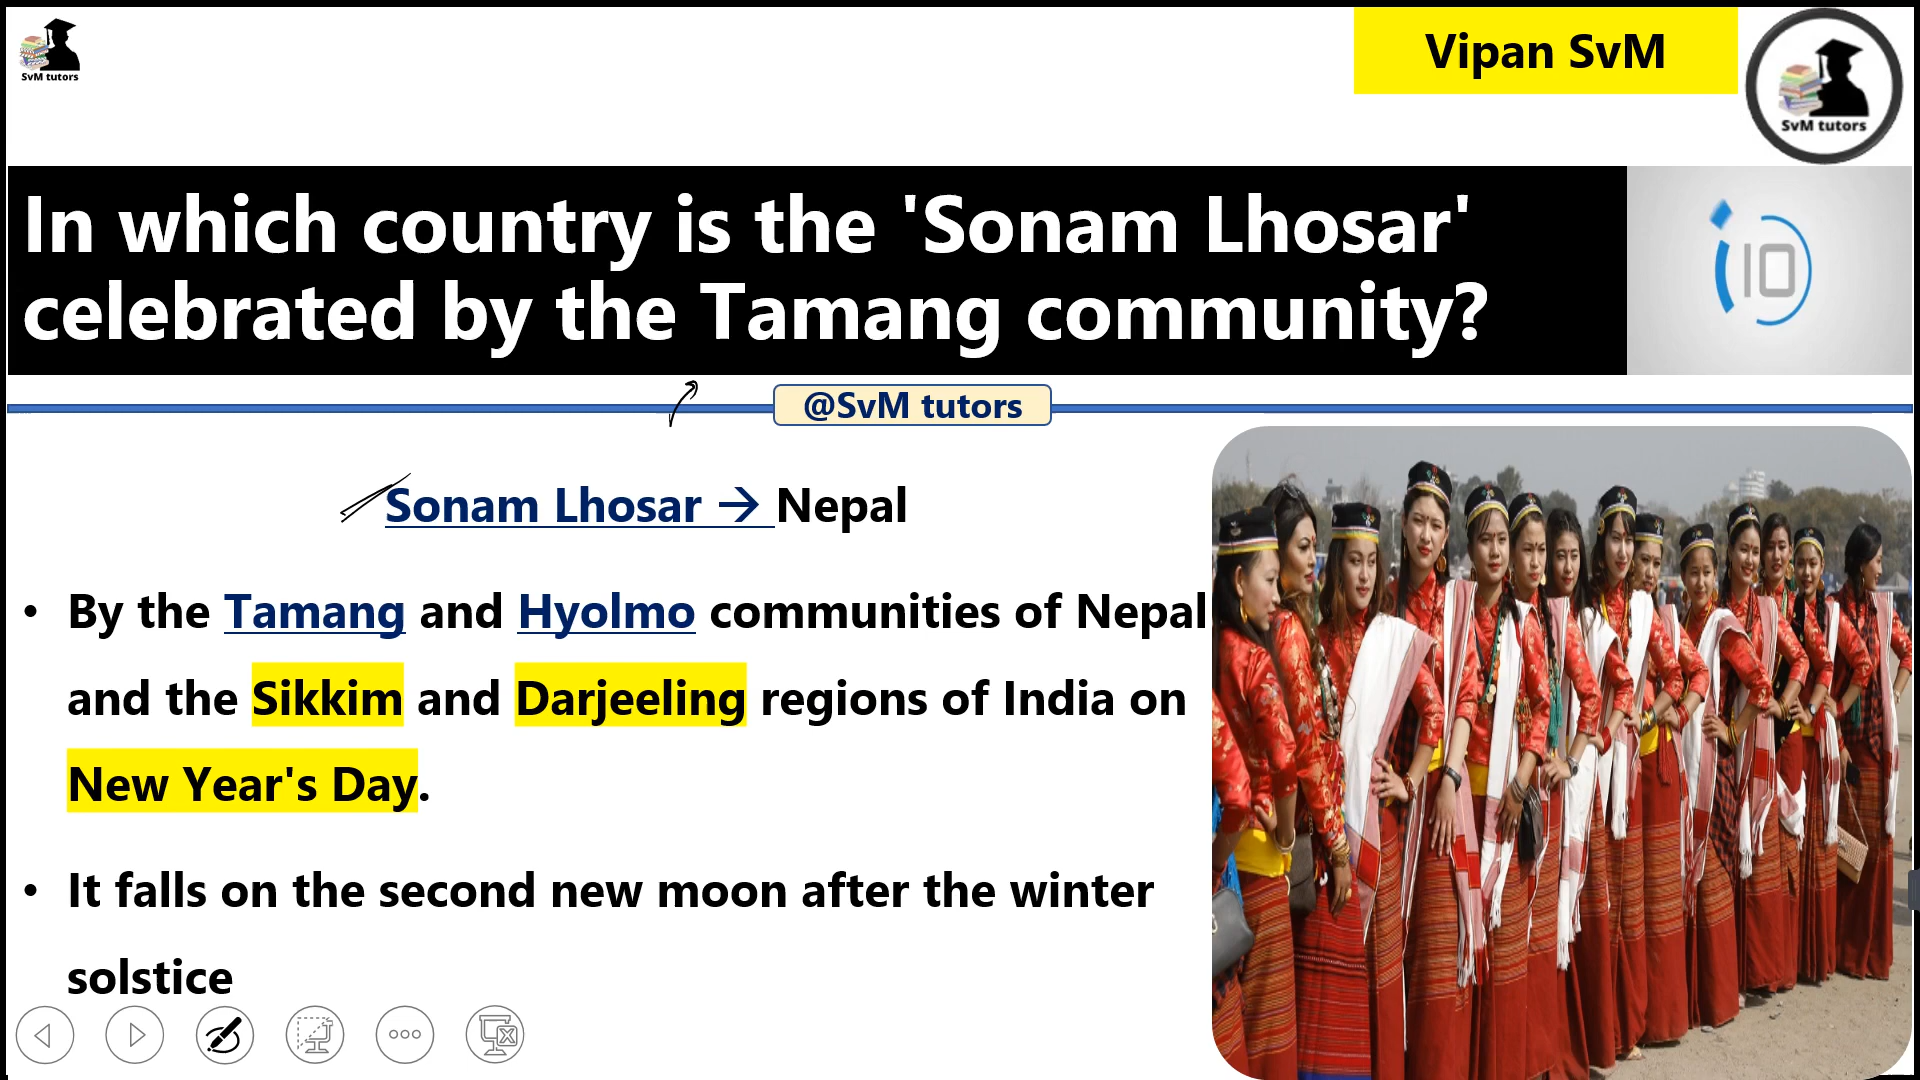 SvM tutors
Vipan SvM
SvM tutors
In which country is the 'Sonam Lhosar'
celebrated by the Tamang community?
10
@SvM tutors
Sonam Lhosar → Nepal
• By the Tamang and Hyolmo communities of Nepal
and the Sikkim and Darjeeling regions of India on
New Year's Day.
• It falls on the second new moon after the winter
solstice